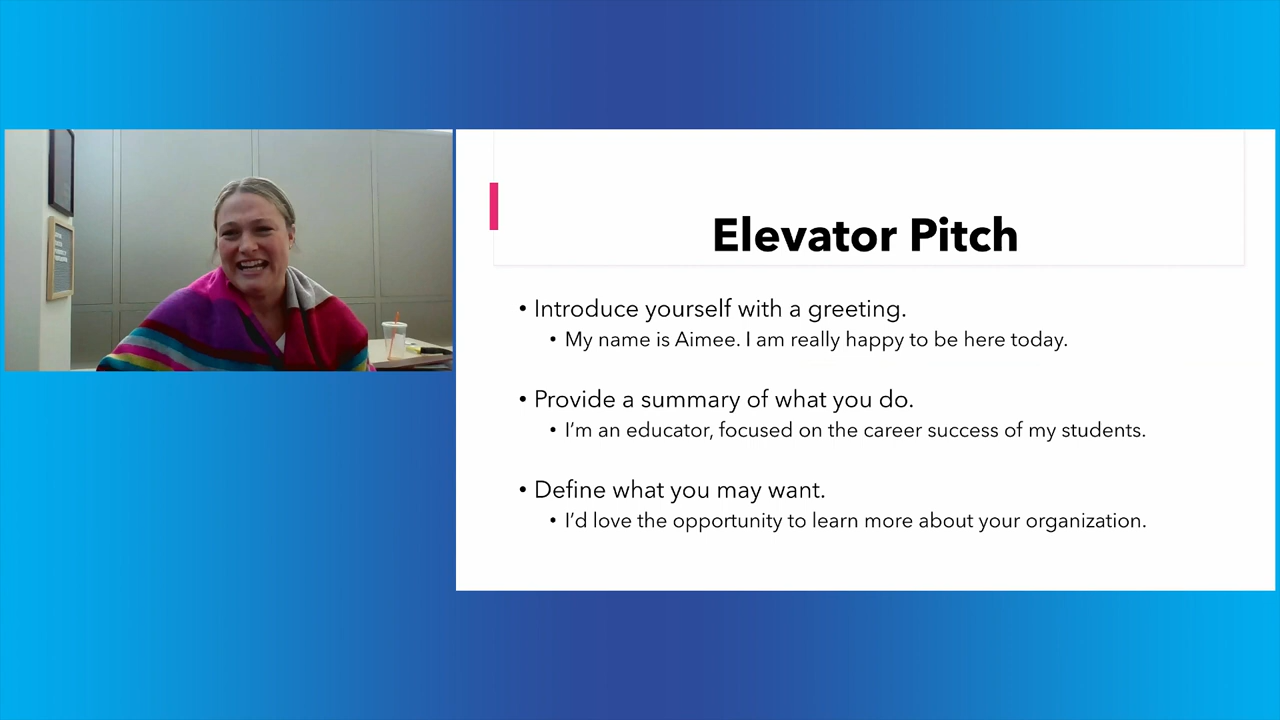 Elevator Pitch
• Introduce yourself with a greeting.
• My name is Aimee. I am really happy to be here today.
• Provide a summary of what you do.
• I'm an educator, focused on the career success of my students.
• Define what you may want.
• I'd love the opportunity to learn more about your organization.